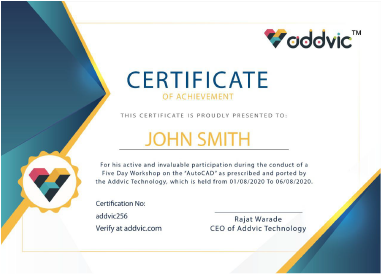 addvic™
CERTIFICATE
OF ACHIEVEMENT
THIS CERTIFICATE IS PROUDLY PRESENTED TO:
JOHN SMITH
For his active and invaluable participation during the conduct of a
Five Day Workshop on the "AutoCAD" as prescribed and ported by
the Addvic Technology, which is held from 01/08/2020 To 06/08/2020.
Certification No:
addvic256
Verify at addvic.com
Rajat Warade
CEO of Addvic Technology